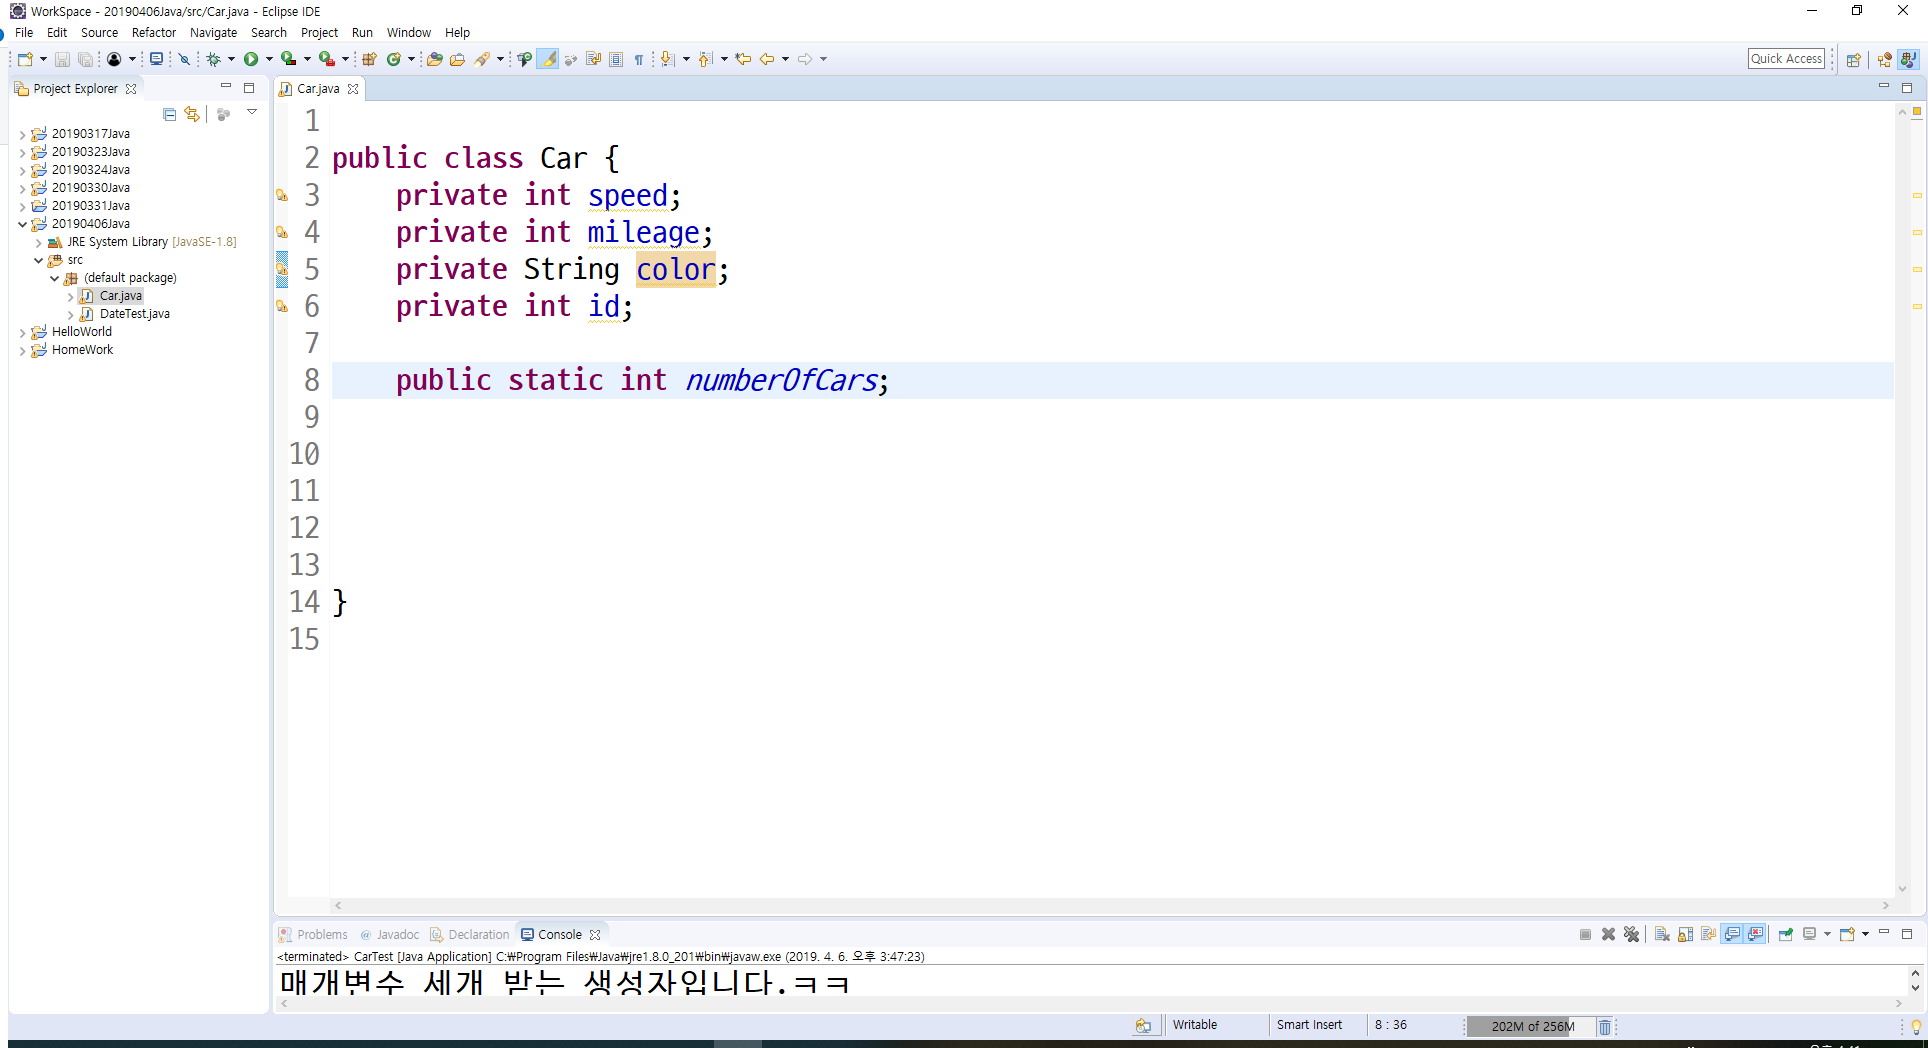 WorkSpace - 20190406Java/src/Car.java - Eclipse IDE
File Edit Source Refactor Navigate Search Project Run Window Help
Quick Access
Project Explorer
Car.java
20190317Java
20190323Java
20190324Java
20190330Java
20190331Java
20190406Java
JRE System Library [JavaSE-1.8]
src
(default package)
Car.java
DateTest.java
HelloWorld
HomeWork
1
2 public class Car {
3 private int speed;
4 private int mileage;
5 private String color;
6 private int id;
7
8 public static int numberOfCars;
9
10
11
12
13
14 }
15
Problems @ Javadoc Declaration Console
<terminated> CarTest [Java Application] C:₩Program Files₩Java₩jre1.8.0_201₩bin₩javaw.exe (2019. 4. 6. 오후 3:47:23)
매개변수 세개 받는 생성자입니다.ㅋㅋ
Writable Smart Insert 8 : 36 202M of 256M